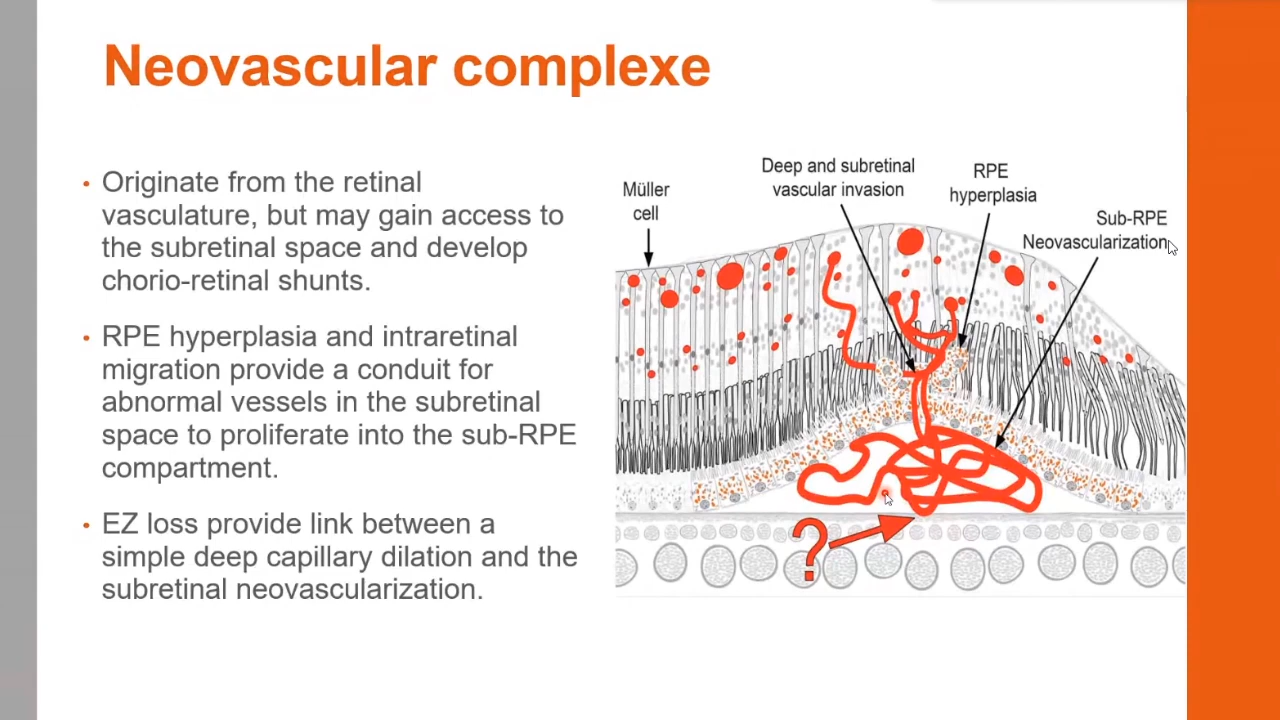 Neovascular complexe
• Originate from the retinal
vasculature, but may gain access to
the subretinal space and develop
chorio-retinal shunts.
• RPE hyperplasia and intraretinal
migration provide a conduit for
abnormal vessels in the subretinal
space to proliferate into the sub-RPE
compartment.
• EZ loss provide link between a
simple deep capillary dilation and the
subretinal neovascularization.
Müller
cell
Deep and subretinal
vascular invasion
RPE
hyperplasia
Sub-RPE
Neovascularization
?